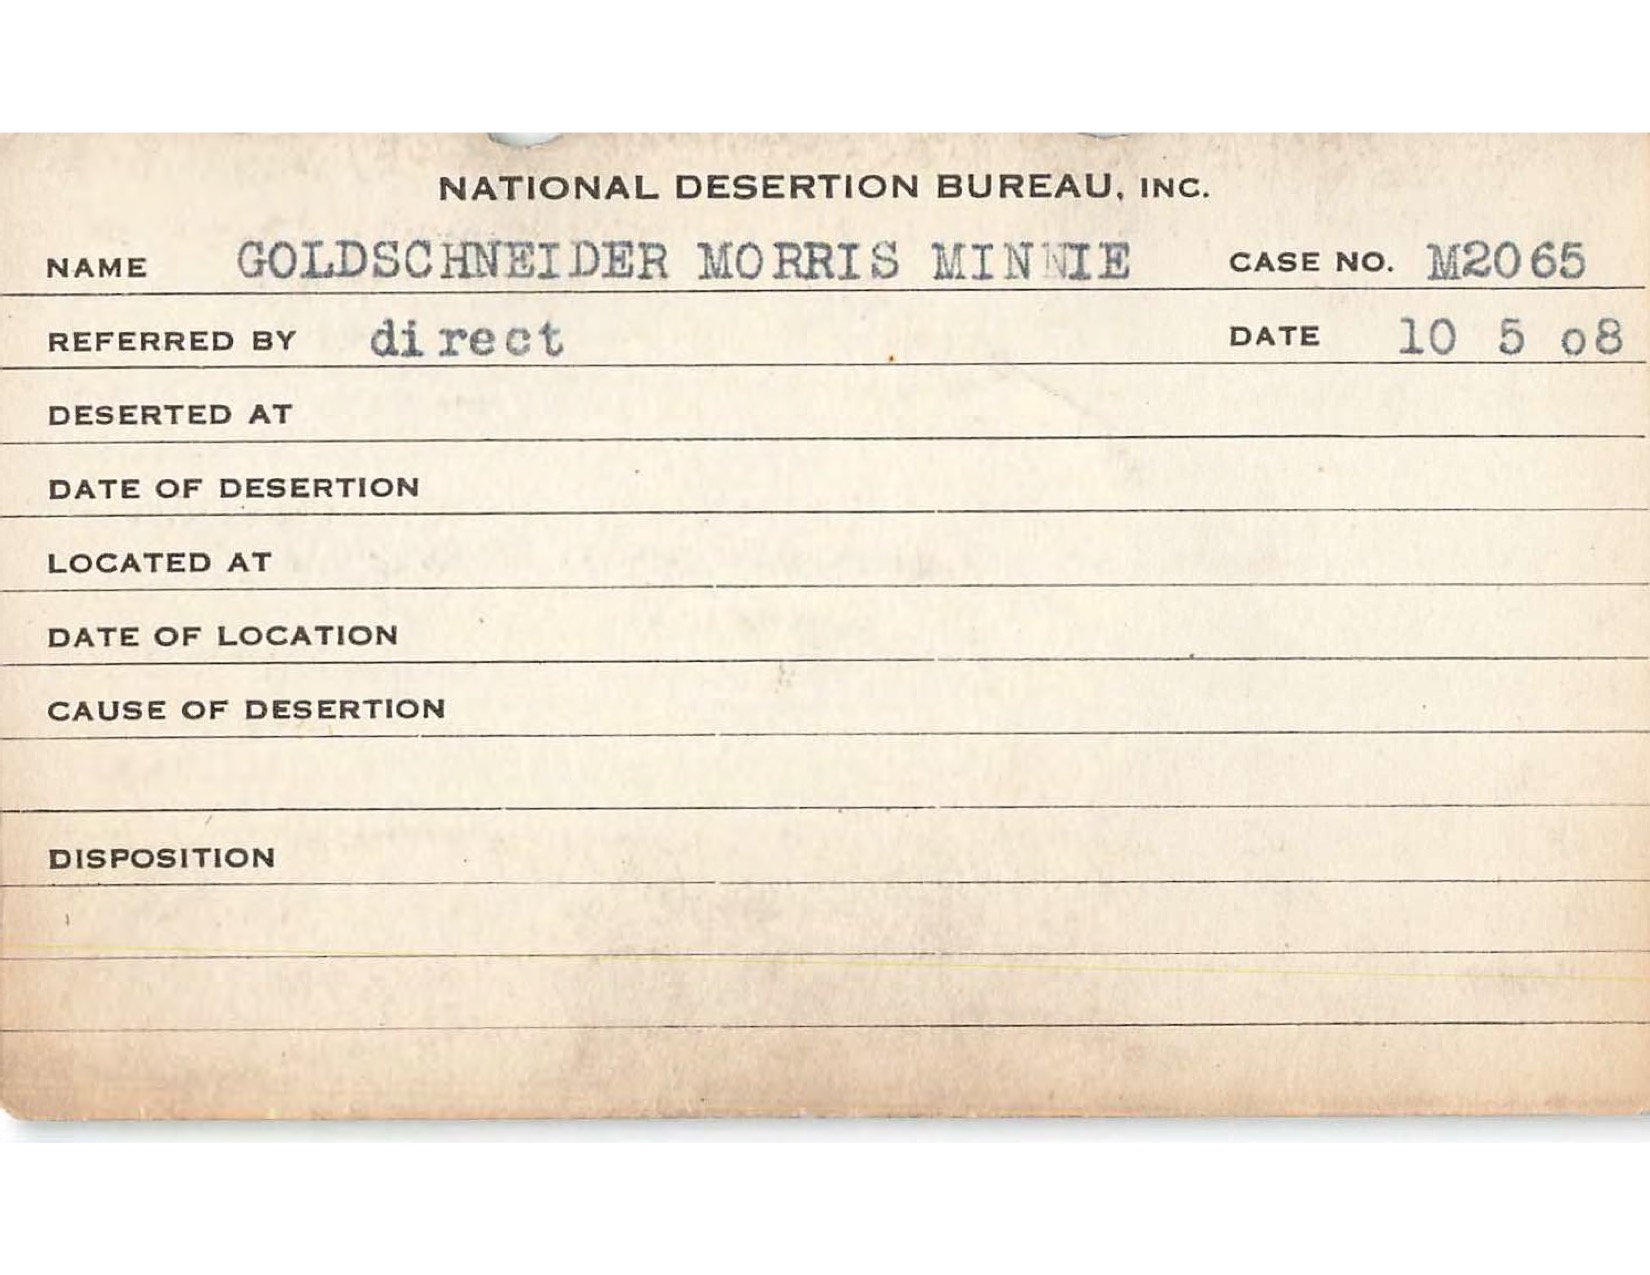 NATIONAL DESERTION BUREAU, INC.
NAME GOLDSCHNEIDER MORRIS MINNIE CASE NO. M2065
REFERRED BY direct DATE 10 5 o8
DESERTED AT
DATE OF DESERTION
LOCATED AT
DATE OF LOCATION
CAUSE OF DESERTION
DISPOSITION